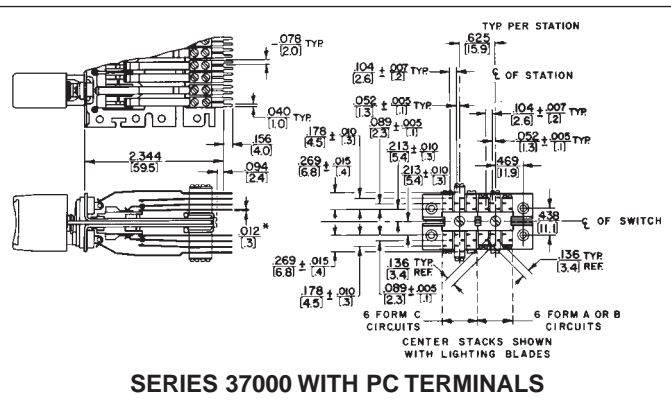 TYP PER STATION
.625
[15.9]
.078
[2.0] TYP.
.104 ± .007 TYP.
[2.6] [.2]
℄ OF STATION
.052 ± .005 TYP.
[1.3] [.1]
.104 ± .007 TYP.
[2.6] [.2]
.040
[1.0] TYP.
.089 ± .005
[2.3] [.1]
.178 ± .010
[4.5] [.3]
.052 ± .005 TYP.
[1.3] [.1]
.156
[4.0]
.213 ± .010
[5.4] [.3]
.469
[11.9]
2.344
[59.5]
.269 ± .015
[6.8] [.4]
.094
[2.4]
.213 ± .010
[5.4] [.3]
.438
[11.1]
℄ OF SWITCH
.012 *
[.3]
.269 ± .015
[6.8] [.4]
.136 TYP.
[3.4] REF.
.136 TYP.
[3.4] REF.
.178 ± .010
[4.5] [.3]
.089 ± .005
[2.3] [.1]
6 FORM C
CIRCUITS
6 FORM A OR B
CIRCUITS
CENTER STACKS SHOWN
WITH LIGHTING BLADES
SERIES 37000 WITH PC TERMINALS